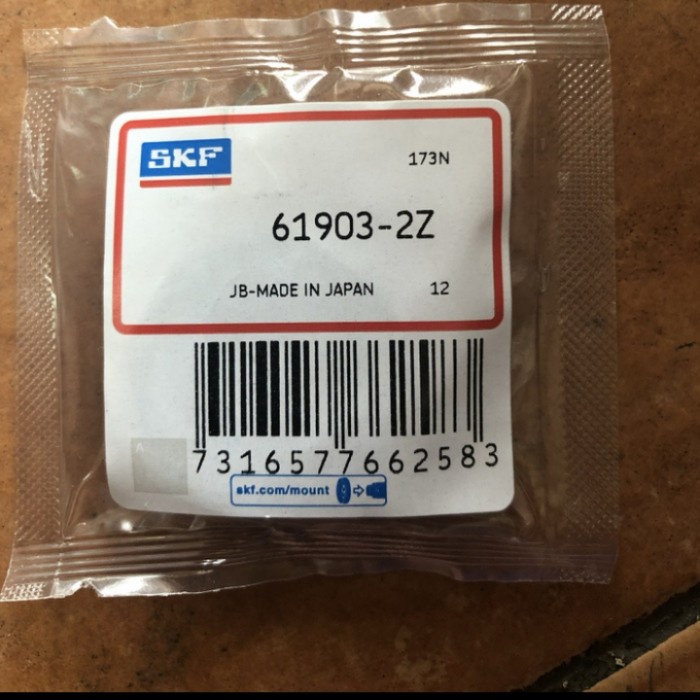 SKF
173N
61903-2Z
JB-MADE IN JAPAN 12
7316577662583
skf.com/mount
A